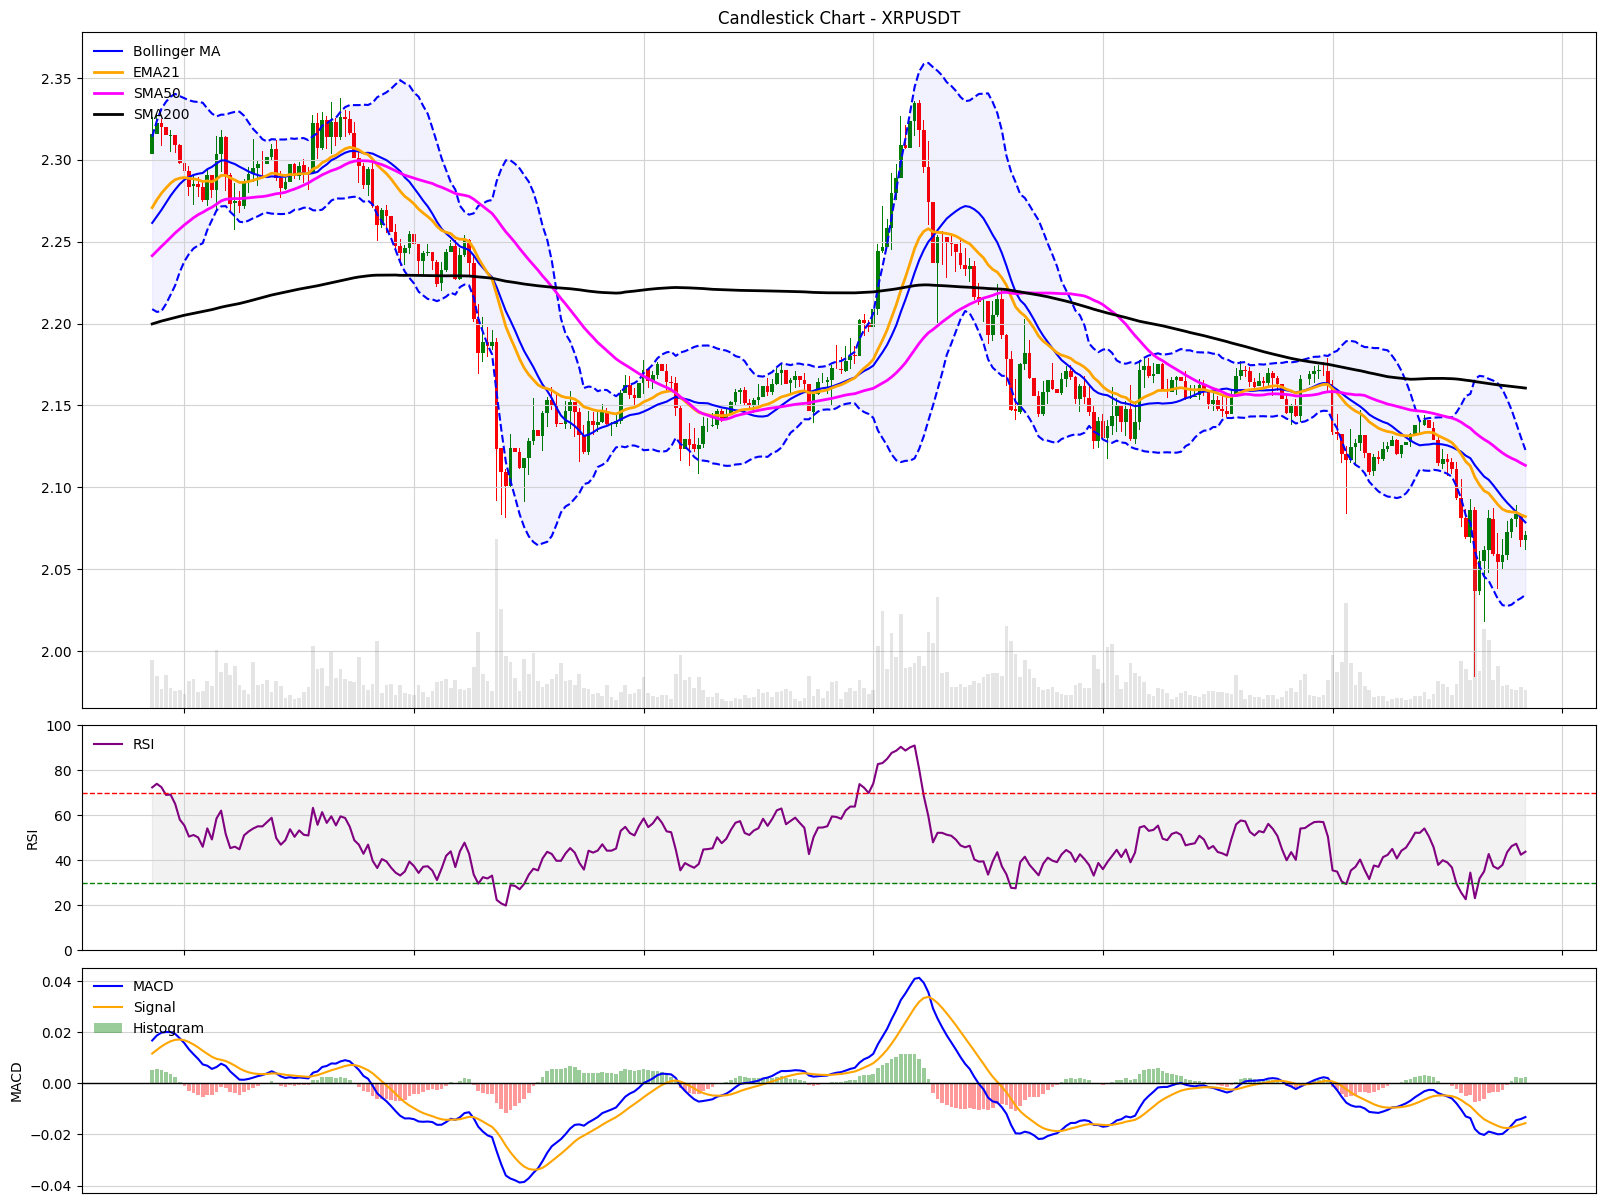 Candlestick Chart - XRPUSDT
Bollinger MA
EMA21
SMA50
SMA200
2.35
2.30
2.25
2.20
2.15
2.10
2.05
2.00
RSI
100
80
60
40
20
0
RSI
MACD
Signal
Histogram
0.04
0.02
0.00
−0.02
−0.04
MACD